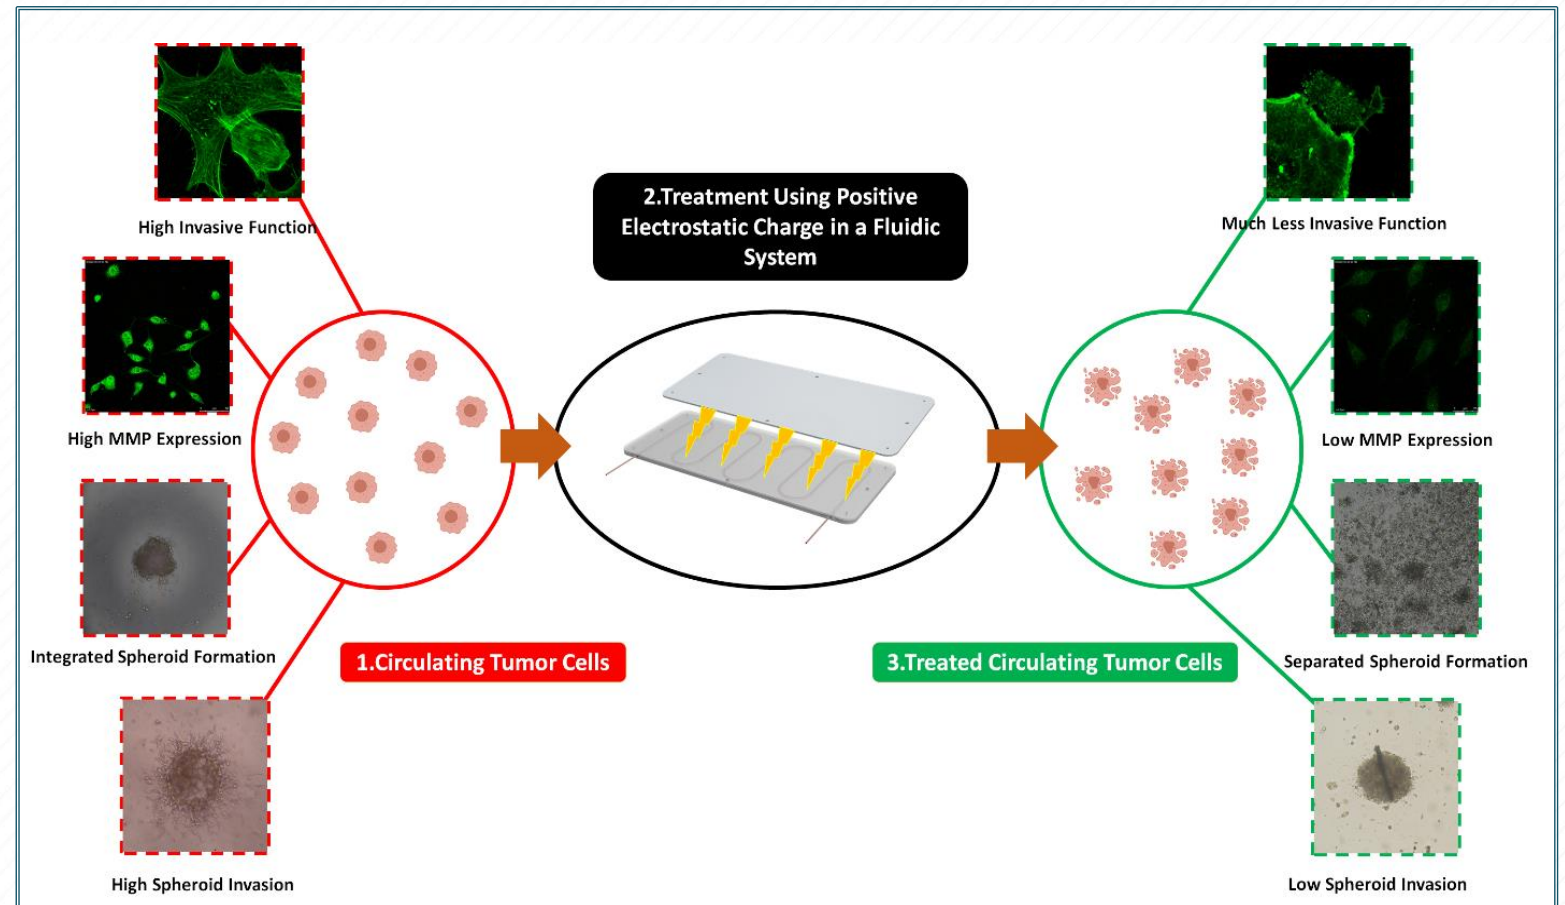 High Invasive Function
High MMP Expression
Integrated Spheroid Formation
High Spheroid Invasion
1.Circulating Tumor Cells
2.Treatment Using Positive
Electrostatic Charge in a Fluidic
System
3.Treated Circulating Tumor Cells
Much Less Invasive Function
Low MMP Expression
Separated Spheroid Formation
Low Spheroid Invasion